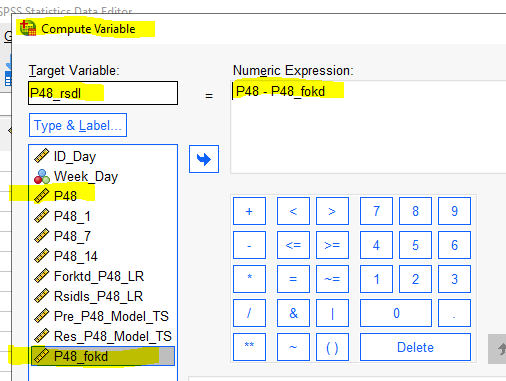 SPSS Statistics Data Editor
Compute Variable
Target Variable:
Numeric Expression:
P48_rsdl
=
P48 - P48_fokd
Type & Label...
ID_Day
Week_Day
P48
P48_1
P48_7
P48_14
Forktd_P48_LR
Rsidls_P48_LR
Pre_P48_Model_TS
Res_P48_Model_TS
P48_fokd
+ < > 7 8 9
- <= >= 4 5 6
* = ~= 1 2 3
/ & | 0 .
** ~ ( ) Delete